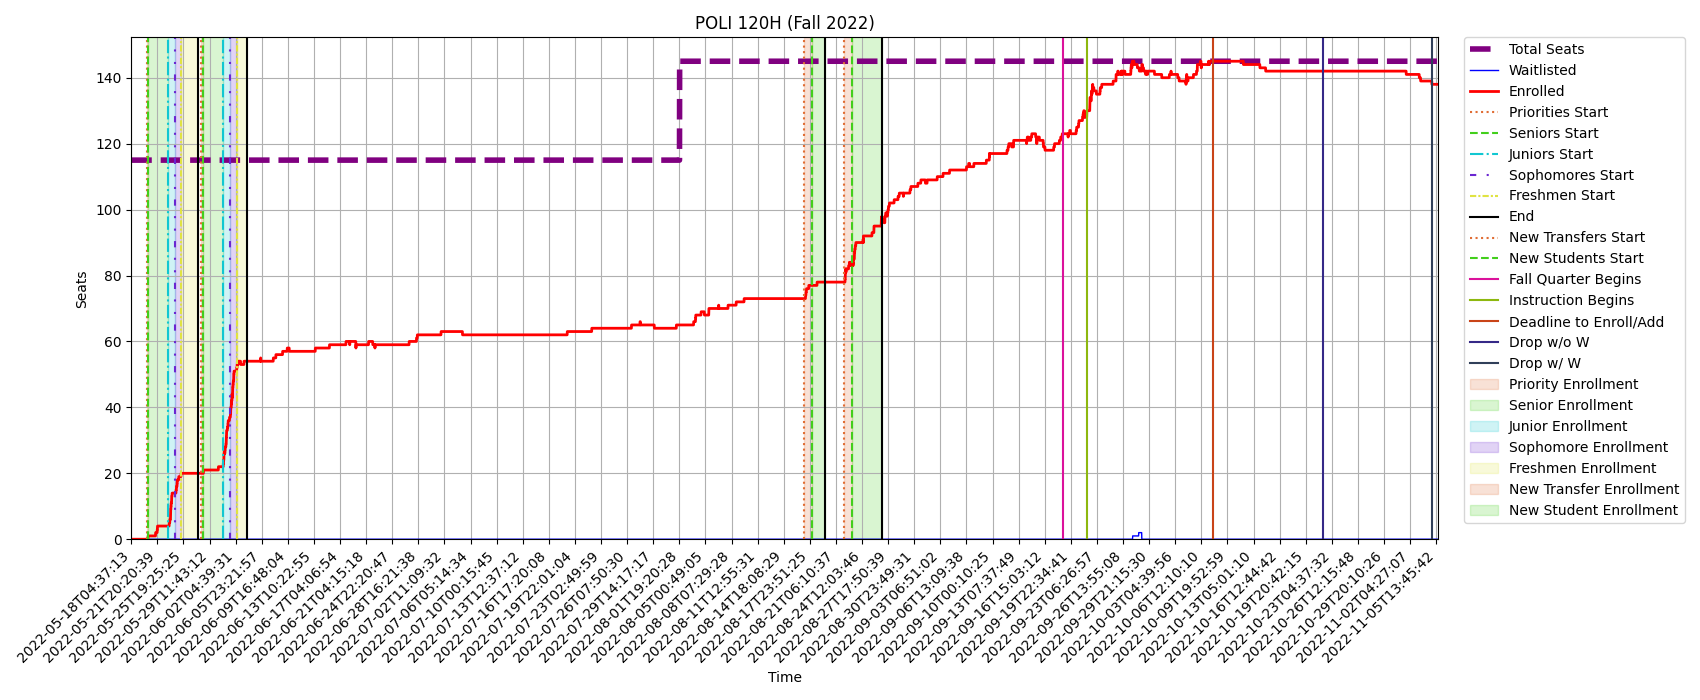 POLI 120H (Fall 2022)
Seats
140
120
100
80
60
40
20
0
2022-05-18T04:37:13
2022-05-21T20:20:39
2022-05-25T19:25:25
2022-05-29T11:43:12
2022-06-02T04:39:31
2022-06-05T23:21:57
2022-06-09T16:48:04
2022-06-13T10:22:55
2022-06-17T04:06:54
2022-06-21T04:15:18
2022-06-24T22:20:47
2022-06-28T16:21:38
2022-07-02T11:09:32
2022-07-06T05:14:34
2022-07-10T00:15:45
2022-07-13T12:37:12
2022-07-16T17:20:08
2022-07-19T22:01:04
2022-07-23T02:49:59
2022-07-26T07:50:30
2022-07-29T14:17:17
2022-08-01T19:20:28
2022-08-05T00:49:05
2022-08-08T07:29:28
2022-08-11T12:55:31
2022-08-14T18:08:29
2022-08-17T23:51:25
2022-08-21T06:10:37
2022-08-24T12:03:46
2022-08-27T17:50:39
2022-08-30T23:49:31
2022-09-03T06:51:02
2022-09-06T13:09:38
2022-09-10T00:10:25
2022-09-13T07:37:49
2022-09-16T15:03:12
2022-09-19T22:34:41
2022-09-23T06:26:57
2022-09-26T13:55:08
2022-09-29T21:15:30
2022-10-03T04:39:56
2022-10-06T12:10:10
2022-10-09T19:52:59
2022-10-13T05:01:10
2022-10-16T12:44:42
2022-10-19T20:42:15
2022-10-23T04:37:32
2022-10-26T12:15:48
2022-10-29T20:10:26
2022-11-02T04:27:07
2022-11-05T13:45:42
Time
Total Seats
Waitlisted
Enrolled
Priorities Start
Seniors Start
Juniors Start
Sophomores Start
Freshmen Start
End
New Transfers Start
New Students Start
Fall Quarter Begins
Instruction Begins
Deadline to Enroll/Add
Drop w/o W
Drop w/ W
Priority Enrollment
Senior Enrollment
Junior Enrollment
Sophomore Enrollment
Freshmen Enrollment
New Transfer Enrollment
New Student Enrollment